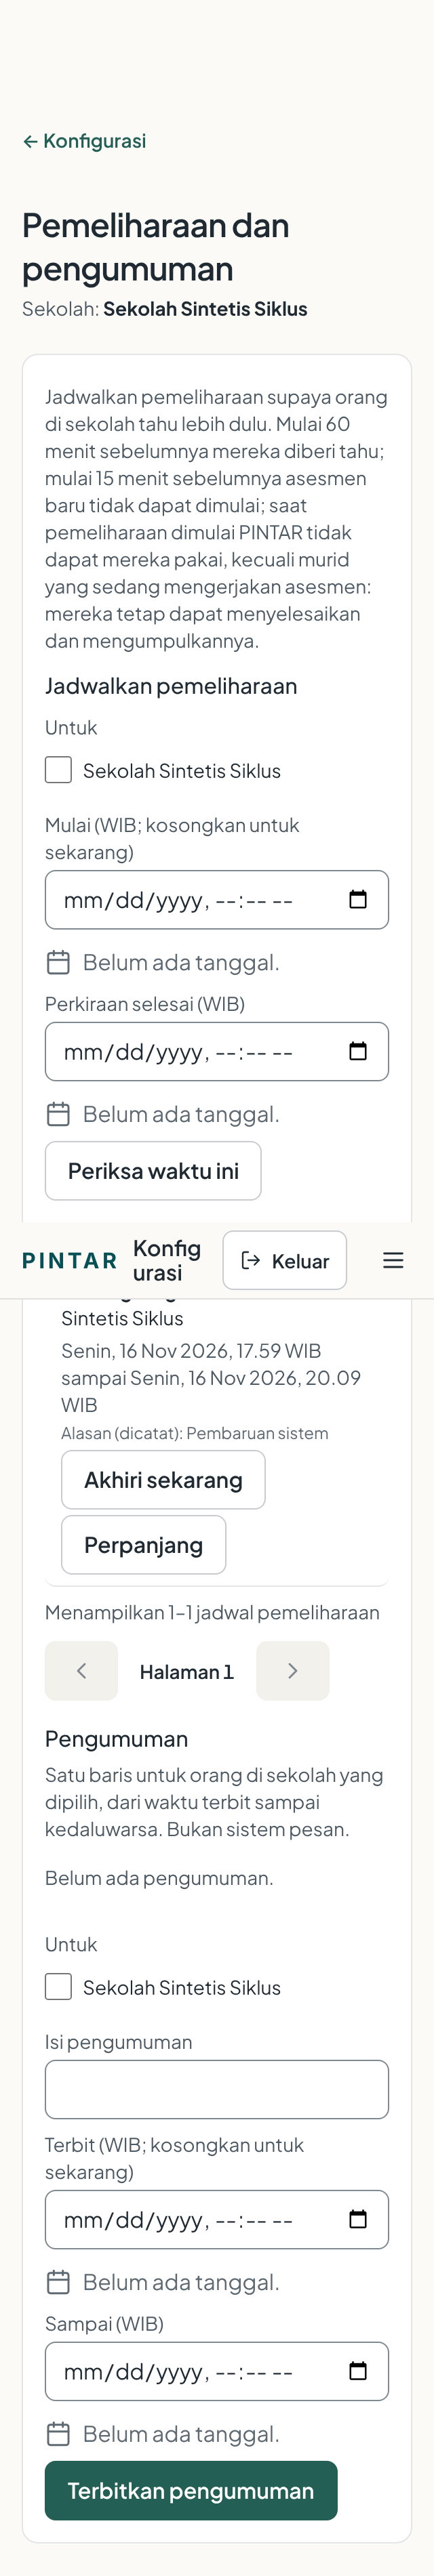 ← Konfigurasi
Pemeliharaan dan
pengumuman
Sekolah: Sekolah Sintetis Siklus
Jadwalkan pemeliharaan supaya orang
di sekolah tahu lebih dulu. Mulai 60
menit sebelumnya mereka diberi tahu;
mulai 15 menit sebelumnya asesmen
baru tidak dapat dimulai; saat
pemeliharaan dimulai PINTAR tidak
dapat mereka pakai, kecuali murid
yang sedang mengerjakan asesmen:
mereka tetap dapat menyelesaikan
dan mengumpulkannya.
Jadwalkan pemeliharaan
Untuk
Sekolah Sintetis Siklus
Mulai (WIB; kosongkan untuk
sekarang)
mm/dd/yyyy, --:-- --
Belum ada tanggal.
Perkiraan selesai (WIB)
mm/dd/yyyy, --:-- --
Belum ada tanggal.
Periksa waktu ini
PINTAR
Konfig
urasi
Keluar
Sintetis Siklus
Senin, 16 Nov 2026, 17.59 WIB
sampai Senin, 16 Nov 2026, 20.09
WIB
Alasan (dicatat): Pembaruan sistem
Akhiri sekarang
Perpanjang
Menampilkan 1–1 jadwal pemeliharaan
Halaman 1
Pengumuman
Satu baris untuk orang di sekolah yang
dipilih, dari waktu terbit sampai
kedaluwarsa. Bukan sistem pesan.
Belum ada pengumuman.
Untuk
Sekolah Sintetis Siklus
Isi pengumuman
Terbit (WIB; kosongkan untuk
sekarang)
mm/dd/yyyy, --:-- --
Belum ada tanggal.
Sampai (WIB)
mm/dd/yyyy, --:-- --
Belum ada tanggal.
Terbitkan pengumuman